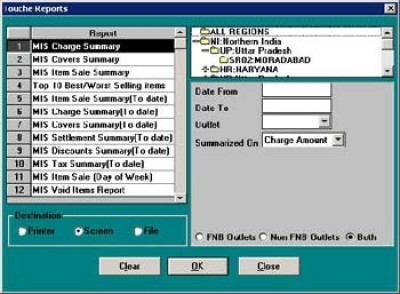 Touche Reports
Report
1 MIS Charge Summary
2 MIS Covers Summary
3 MIS Item Sale Summary
4 Top 10 Best/Worst Selling items
5 MIS Item Sale Summary(To date)
6 MIS Charge Summary(To date)
7 MIS Covers Summary(To date)
8 MIS Settlement Summary(To date)
9 MIS Discounts Summary(To date)
10 MIS Tax Summary(To date)
11 MIS Item Sale (Day of Week)
12 MIS Void Items Report
Destination
Printer Screen File
ALL REGIONS
NI:Northern India
UP:Uttar Pradesh
SR02:MORADABAD
HR:HARYANA
Date From
Date To
Outlet
Summarized On Charge Amount
FNB Outlets Non FNB Outlets Both
Clear OK Close